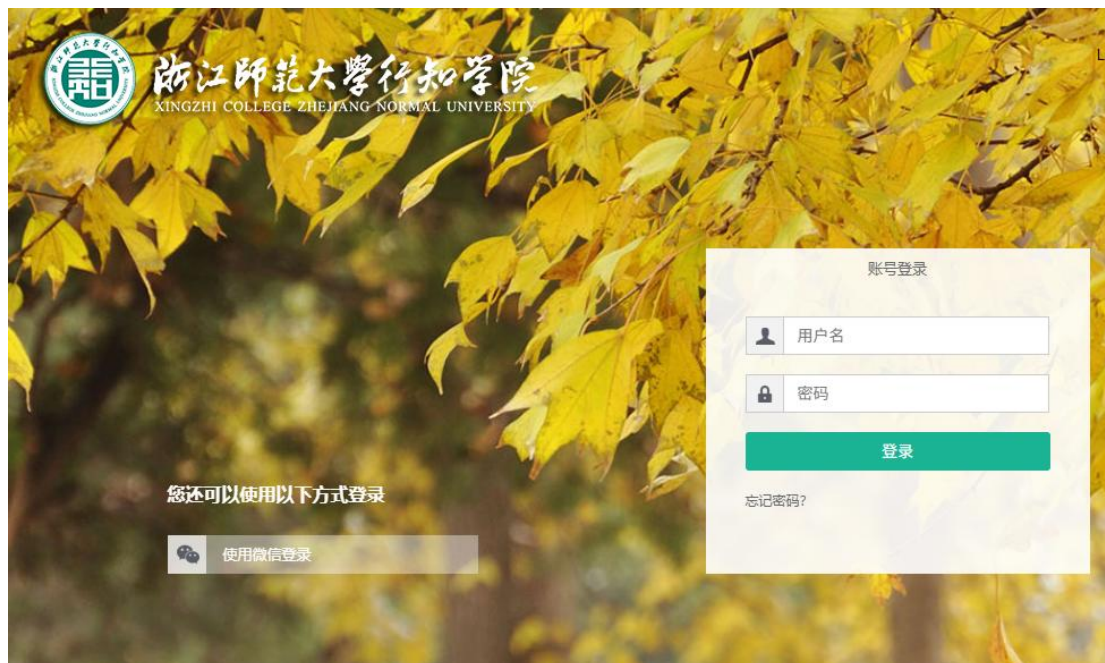 浙江师范大學行知学院
XINGZHI COLLEGE ZHEJIANG NORMAL UNIVERSITY
L
账号登录
用户名
密码
登录
忘记密码?
您还可以使用以下方式登录
使用微信登录